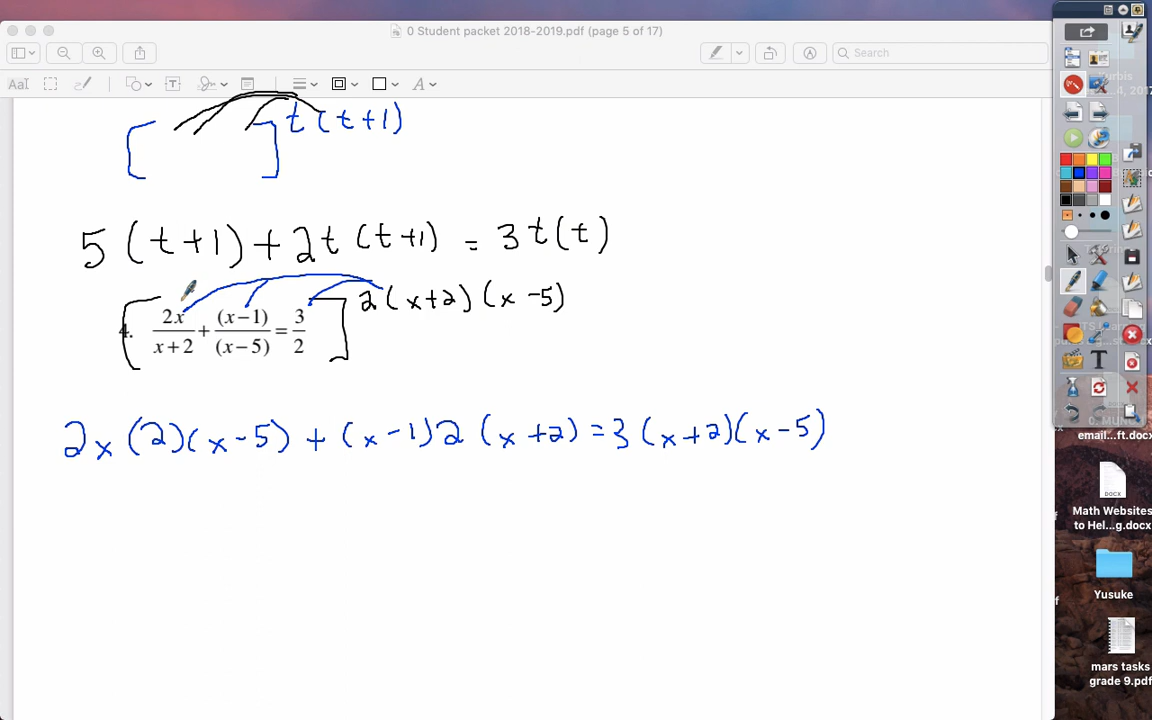 0 Student packet 2018-2019.pdf (page 5 of 17)
Search
AaI
[ ] t(t+1)
5 (t+1) + 2t (t+1) = 3t(t)
4. [ 2x/(x+2) + (x−1)/(x−5) = 3/2 ] 2(x+2)(x-5)
2x (2)(x-5) + (x-1)2 (x+2) = 3 (x+2)(x-5)
T
email...ft.docx
DOCX
Math Websites
to Hel...g.docx
Yusuke
mars tasks
grade 9.pdf